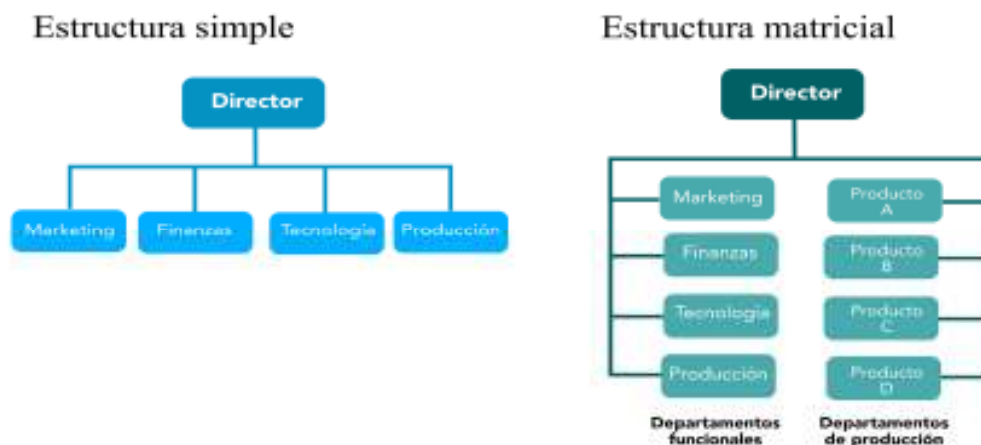 Estructura simple
Director
Marketing
Finanzas
Tecnología
Producción
Estructura matricial
Director
Marketing
Finanzas
Tecnología
Producción
Departamentos
funcionales
Producto
A
Producto
B
Producto
C
Producto
D
Departamentos
de producción